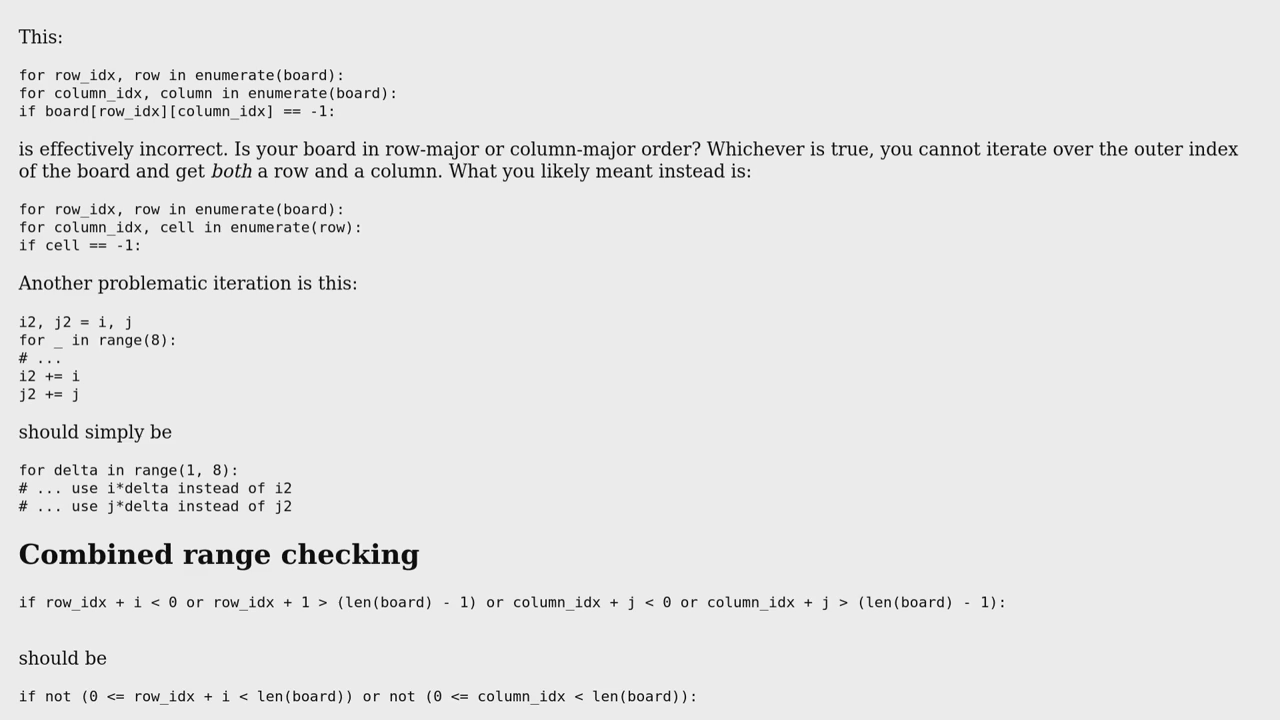 This:
for row_idx, row in enumerate(board):
for column_idx, column in enumerate(board):
if board[row_idx][column_idx] == -1:
is effectively incorrect. Is your board in row-major or column-major order? Whichever is true, you cannot iterate over the outer index
of the board and get both a row and a column. What you likely meant instead is:
for row_idx, row in enumerate(board):
for column_idx, cell in enumerate(row):
if cell == -1:
Another problematic iteration is this:
i2, j2 = i, j
for _ in range(8):
# ...
i2 += i
j2 += j
should simply be
for delta in range(1, 8):
# ... use i*delta instead of i2
# ... use j*delta instead of j2
Combined range checking
if row_idx + i < 0 or row_idx + 1 > (len(board) - 1) or column_idx + j < 0 or column_idx + j > (len(board) - 1):
should be
if not (0 <= row_idx + i < len(board)) or not (0 <= column_idx < len(board)):